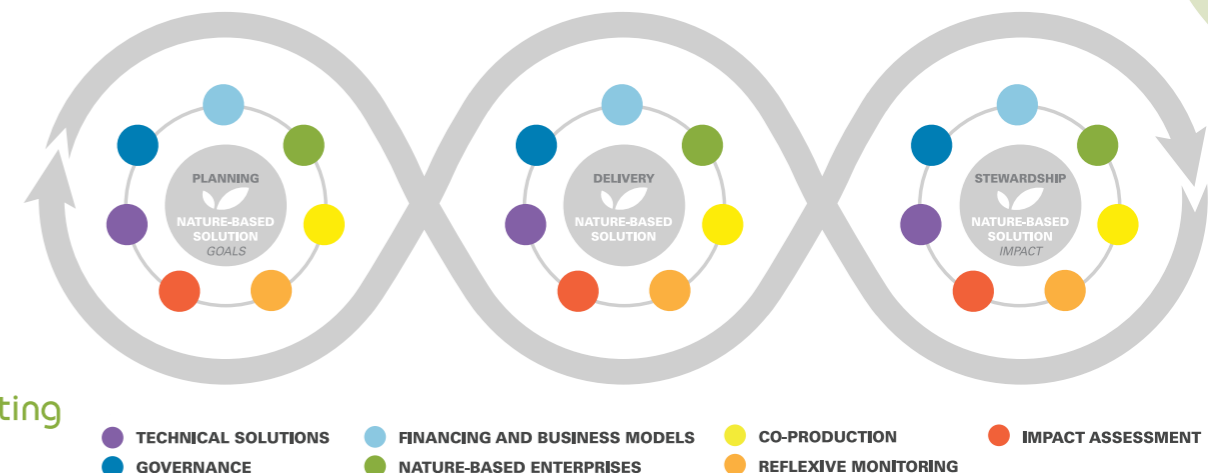 PLANNING
NATURE-BASED
SOLUTION
GOALS
DELIVERY
NATURE-BASED
SOLUTION
STEWARDSHIP
NATURE-BASED
SOLUTION
IMPACT
ting
TECHNICAL SOLUTIONS
FINANCING AND BUSINESS MODELS
CO-PRODUCTION
IMPACT ASSESSMENT
GOVERNANCE
NATURE-BASED ENTERPRISES
REFLEXIVE MONITORING